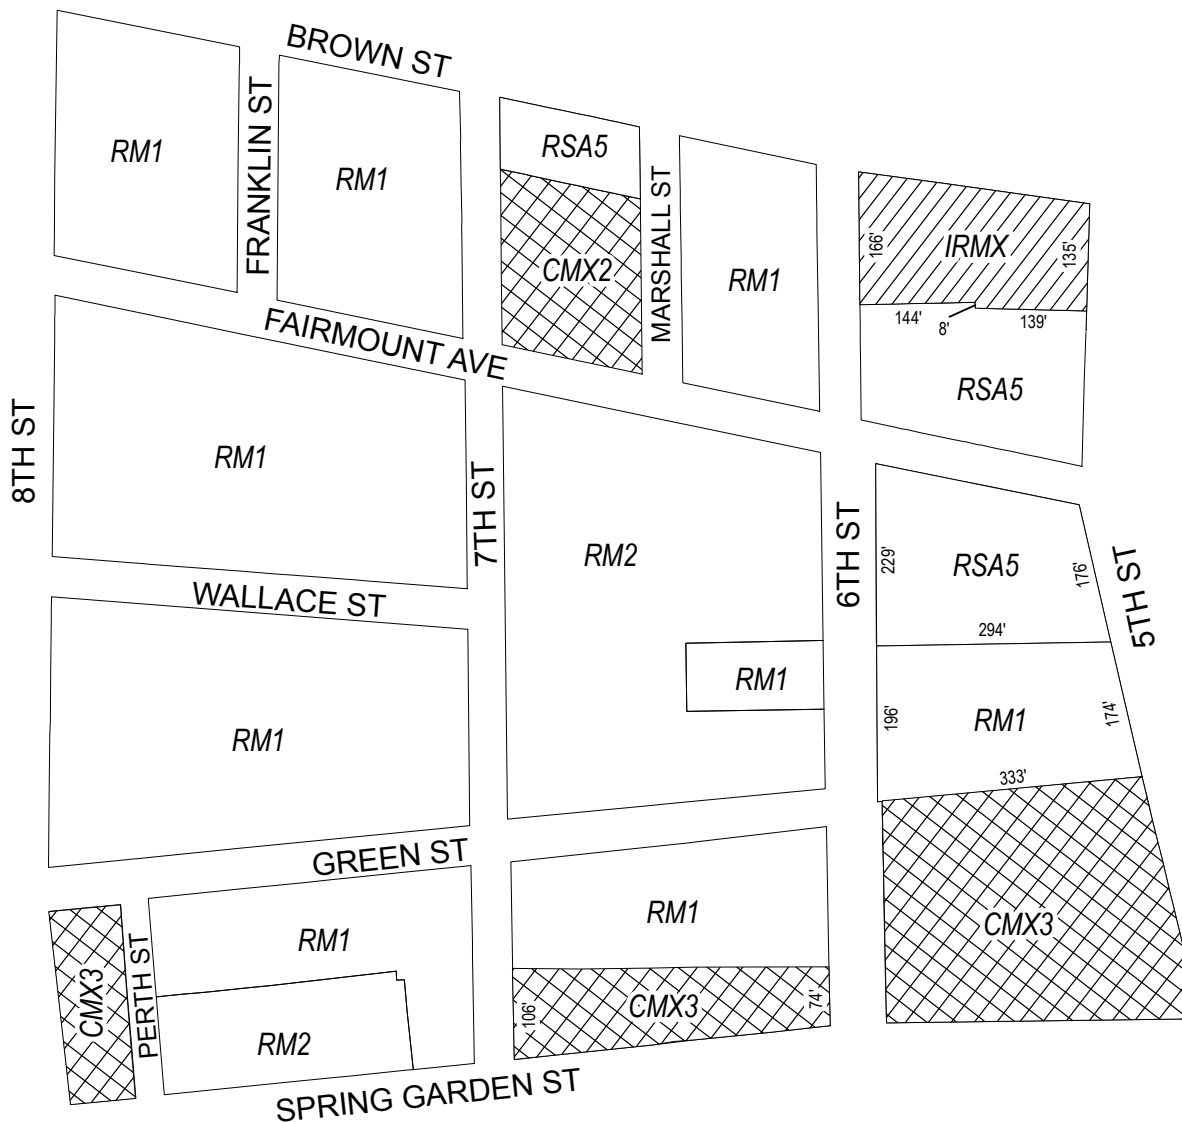 BROWN ST
FRANKLIN ST
RM1
RM1
RSA5
MARSHALL ST
CMX2
RM1
166'
IRMX
135'
144'
8'
139'
RSA5
FAIRMOUNT AVE
8TH ST
RM1
7TH ST
RM2
6TH ST
229'
RSA5
176'
5TH ST
294'
WALLACE ST
RM1
RM1
196'
RM1
174'
333'
GREEN ST
CMX3
PERTH ST
RM1
RM2
RM1
106'
CMX3
74'
CMX3
SPRING GARDEN ST